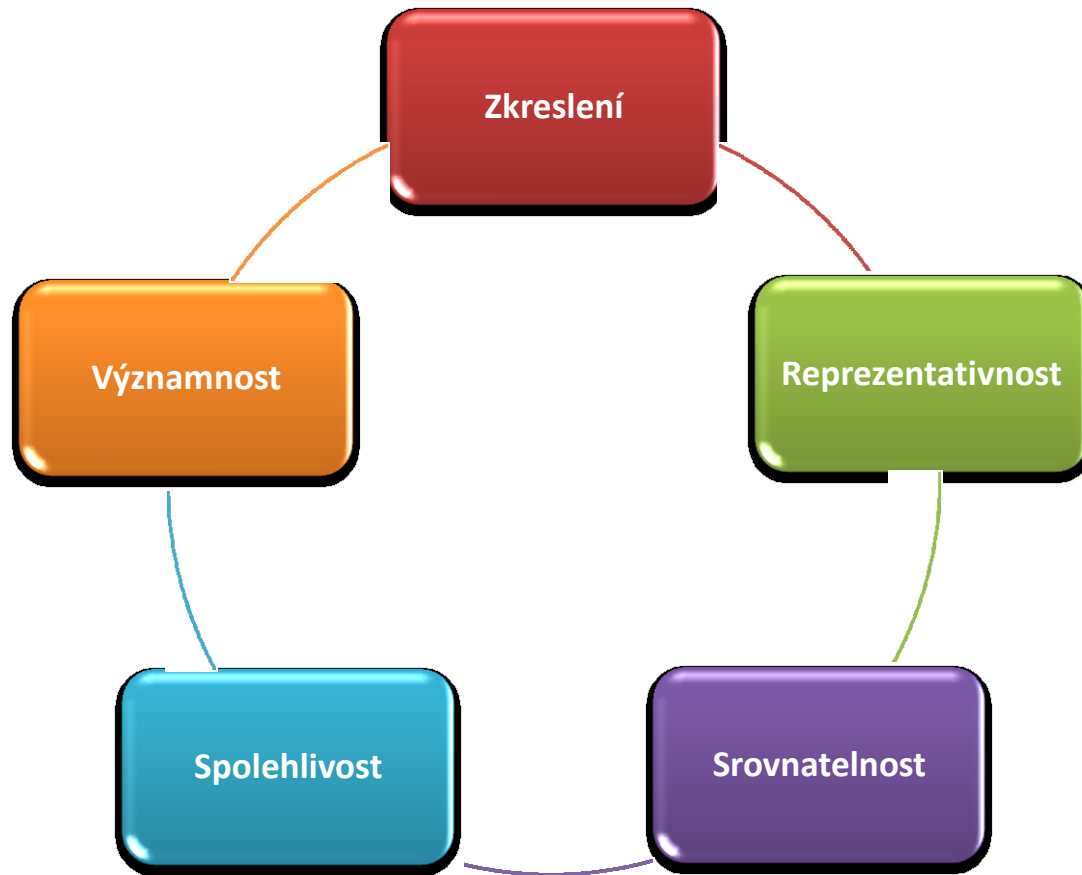 Zkreslení
Reprezentativnost
Srovnatelnost
Spolehlivost
Významnost